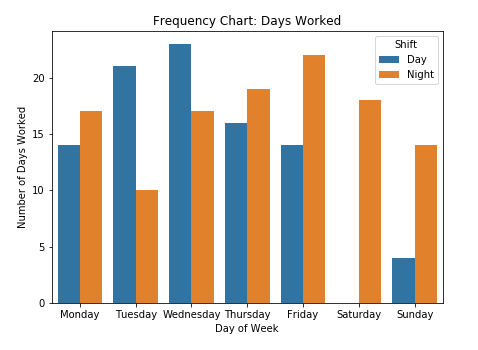 Frequency Chart: Days Worked
Shift
Day
Night
Number of Days Worked
20
15
10
5
0
Monday Tuesday Wednesday Thursday Friday Saturday Sunday
Day of Week